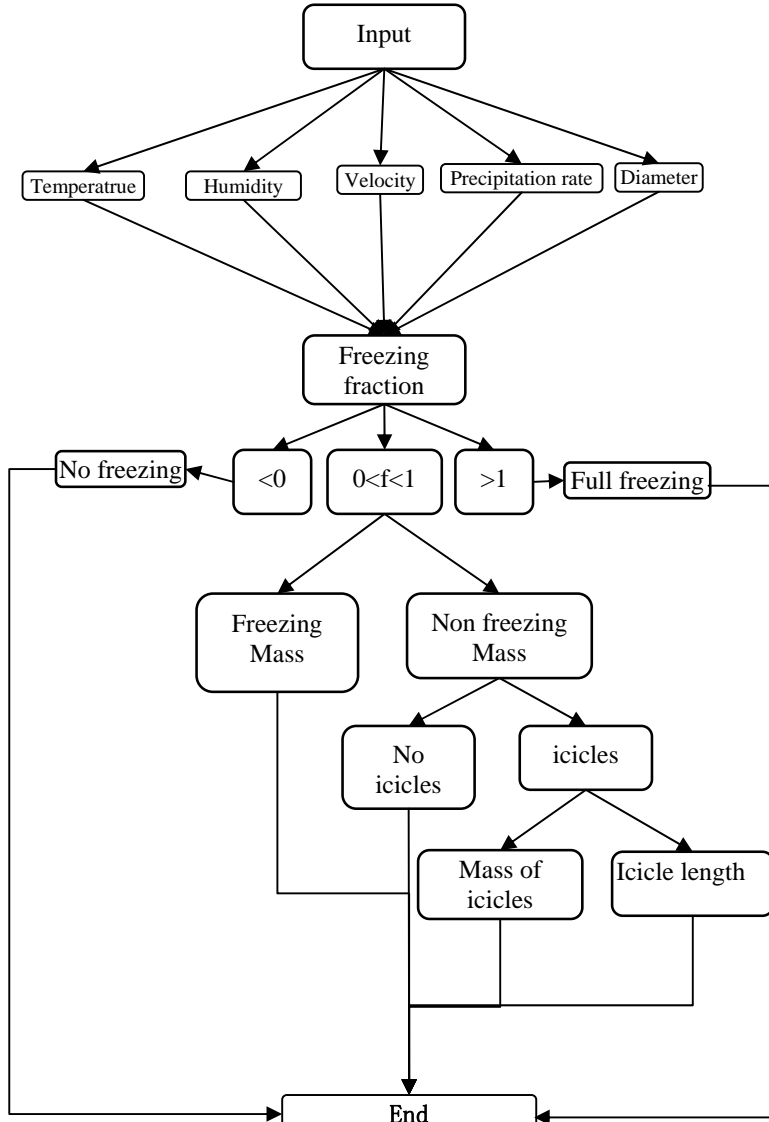 Input
Temperatrue
Humidity
Velocity
Precipitation rate
Diameter
Freezing
fraction
No freezing
<0
0<f<1
>1
Full freezing
Freezing
Mass
Non freezing
Mass
No
icicles
icicles
Mass of
icicles
Icicle length
End